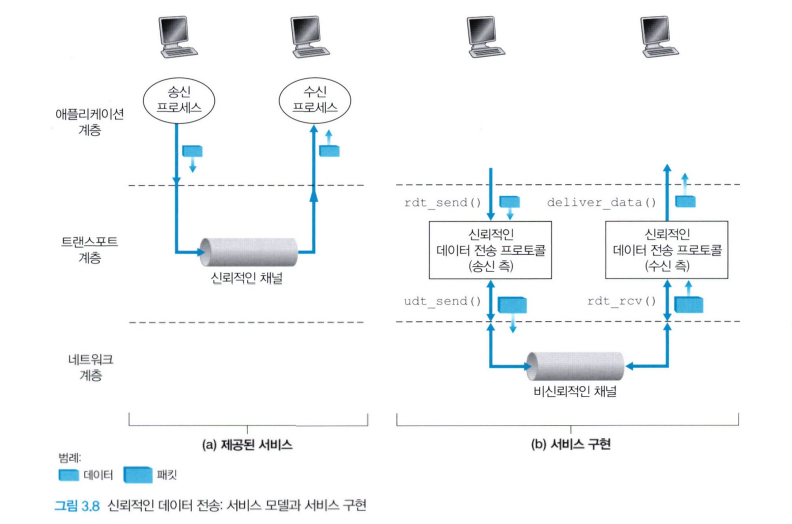 송신
프로세스
수신
프로세스
애플리케이션
계층
트랜스포트
계층
신뢰적인 채널
네트워크
계층
(a) 제공된 서비스
rdt_send()
deliver_data()
신뢰적인
데이터 전송 프로토콜
(송신 측)
신뢰적인
데이터 전송 프로토콜
(수신 측)
udt_send()
rdt_rcv()
비신뢰적인 채널
(b) 서비스 구현
범례:
데이터
패킷
그림 3.8 신뢰적인 데이터 전송: 서비스 모델과 서비스 구현